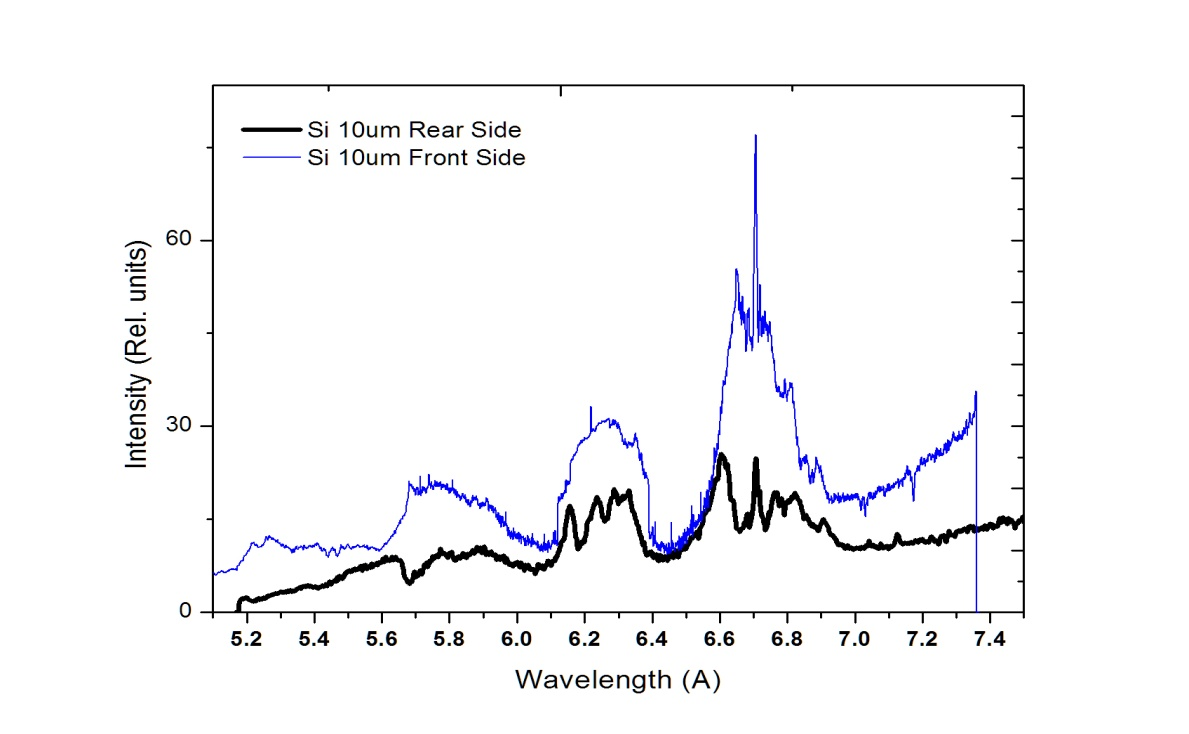 Si 10um Rear Side
Si 10um Front Side
Intensity (Rel. units)
60
30
0
5.2 5.4 5.6 5.8 6.0 6.2 6.4 6.6 6.8 7.0 7.2 7.4
Wavelength (A)